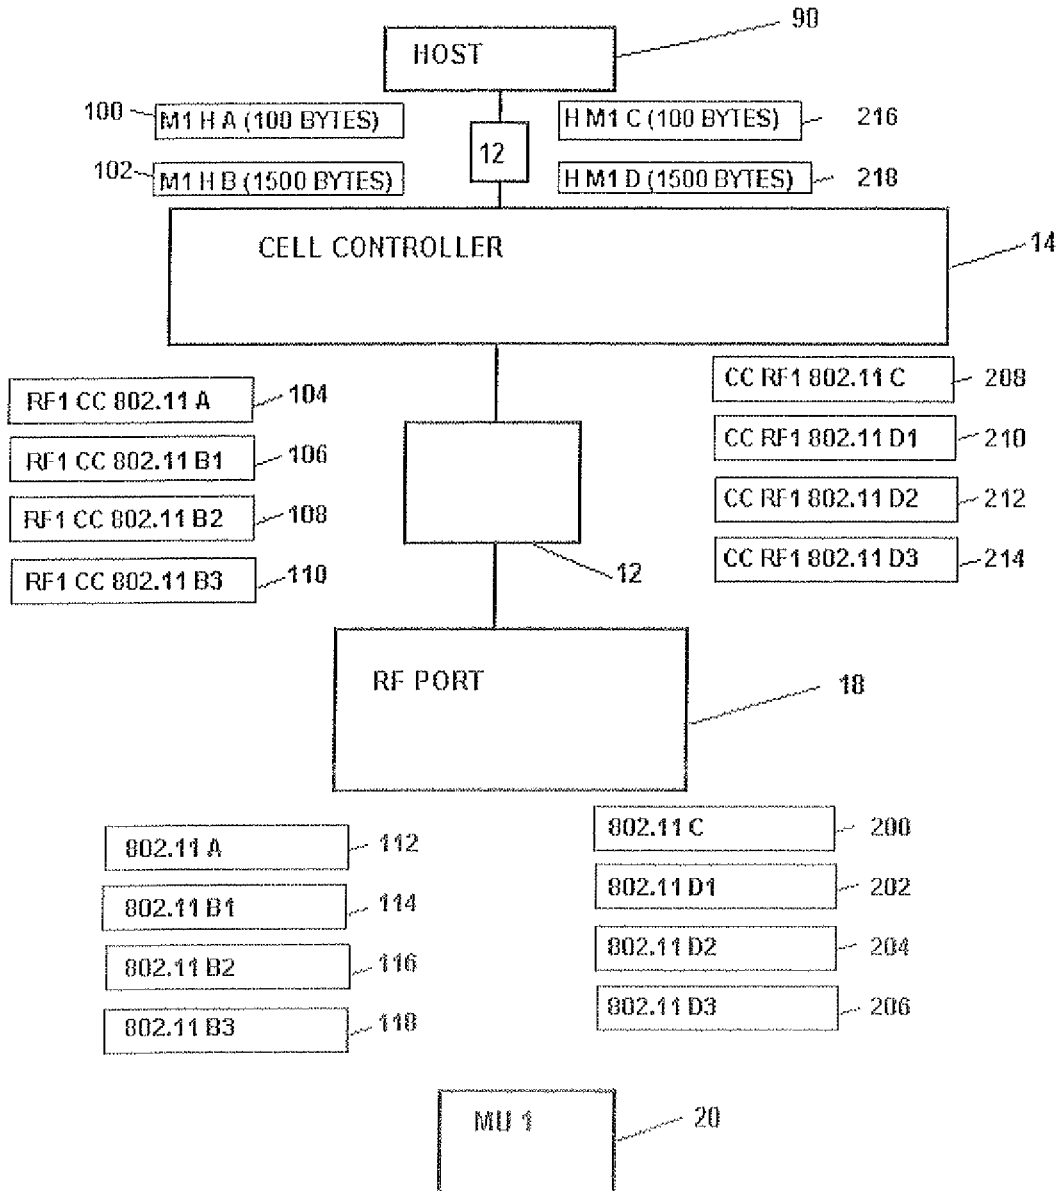 HOST
90
100
M1 H A (100 BYTES)
H M1 C (100 BYTES)
216
12
102
M1 H B (1500 BYTES)
H M1 D (1500 BYTES)
218
CELL CONTROLLER
14
RF1 CC 802.11 A
104
CC RF1 802.11 C
208
RF1 CC 802.11 B1
106
CC RF1 802.11 D1
210
RF1 CC 802.11 B2
108
CC RF1 802.11 D2
212
RF1 CC 802.11 B3
110
12
CC RF1 802.11 D3
214
RF PORT
18
802.11 A
112
802.11 C
200
802.11 B1
114
802.11 D1
202
802.11 B2
116
802.11 D2
204
802.11 B3
118
802.11 D3
206
MU 1
20